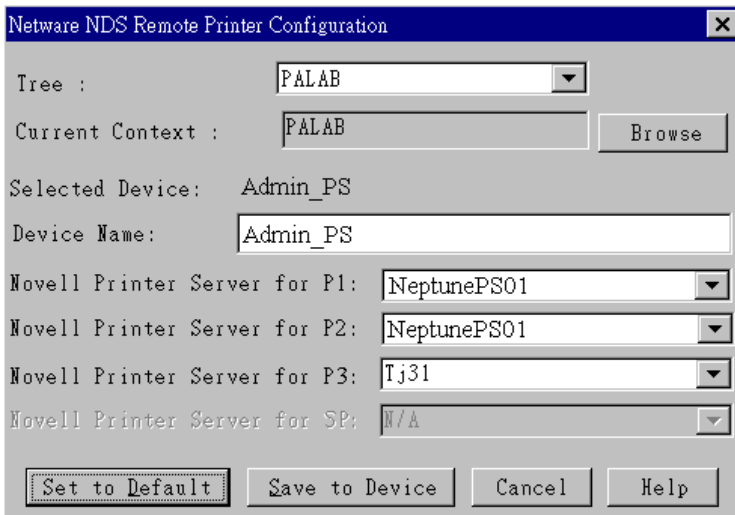 Netware NDS Remote Printer Configuration
Tree : PALAB
Current Context : PALAB Browse
Selected Device: Admin_PS
Device Name: Admin_PS
Novell Printer Server for P1: NeptunePS01
Novell Printer Server for P2: NeptunePS01
Novell Printer Server for P3: Tj31
Novell Printer Server for SP: N/A
Set to Default Save to Device Cancel Help